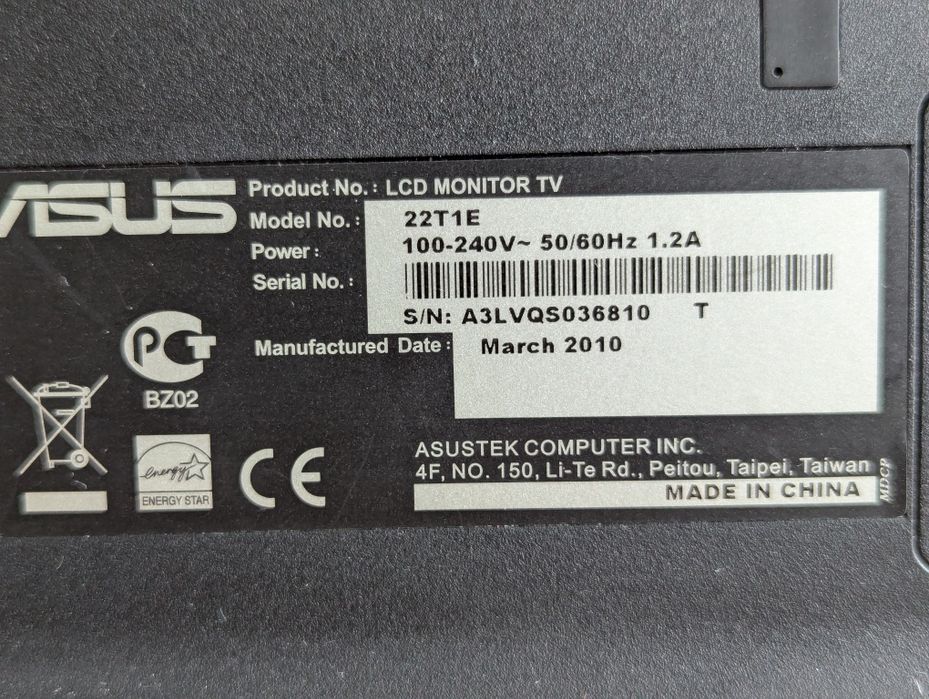 ASUS
Product No. : LCD MONITOR TV
Model No. : 22T1E
Power : 100-240V~ 50/60Hz 1.2A
Serial No. :
S/N: A3LVQS036810 T
Manufactured Date : March 2010
PCT
BZ02
energy
ENERGY STAR
CE
ASUSTEK COMPUTER INC.
4F, NO. 150, Li-Te Rd., Peitou, Taipei, Taiwan
MADE IN CHINA
MDCP